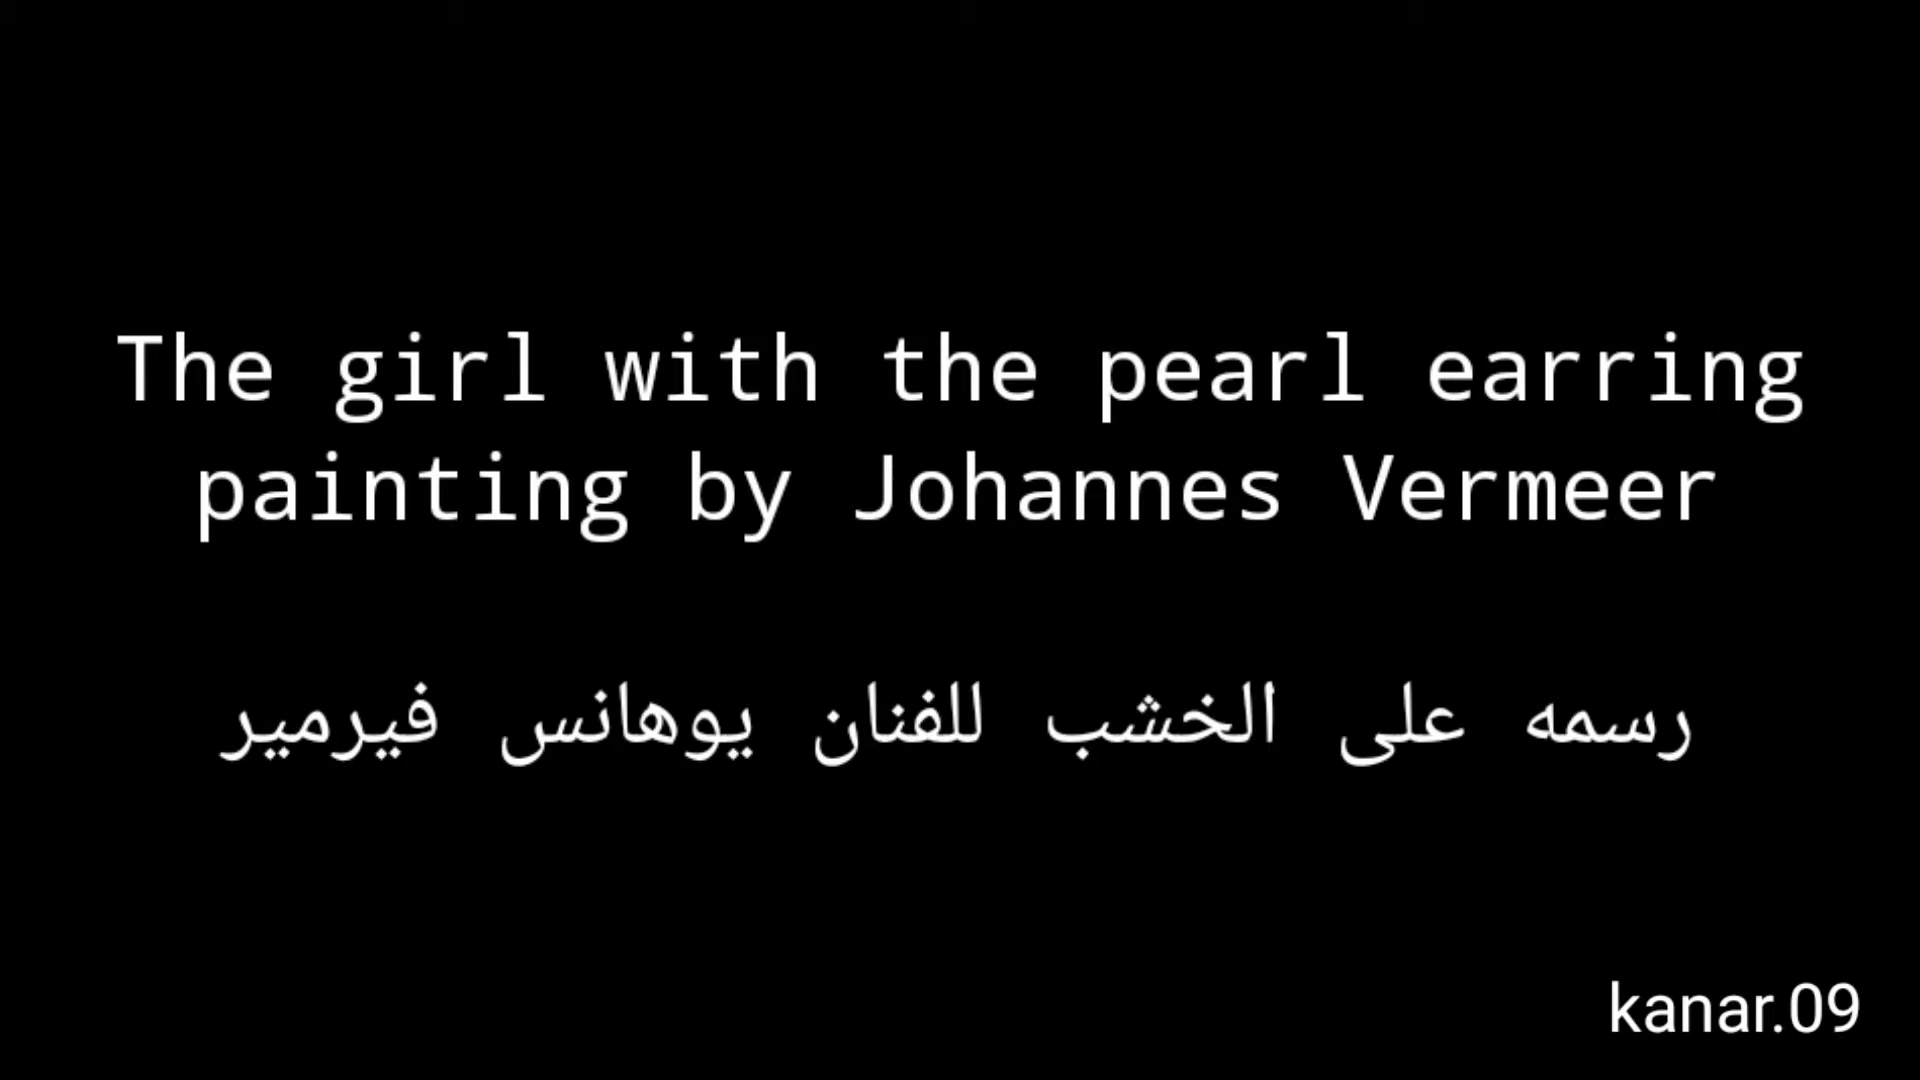 The girl with the pearl earring
painting by Johannes Vermeer
رسمه على الخشب للفنان يوهانس فيرمير
kanar.09